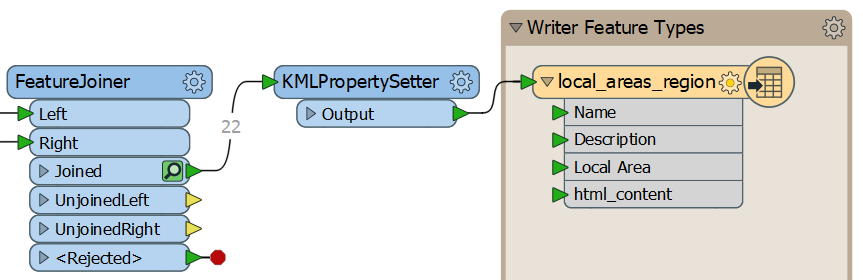 Writer Feature Types
FeatureJoiner
KMLPropertySetter
local_areas_region
Left
Output
Name
22
Right
Description
Joined
Local Area
UnjoinedLeft
html_content
UnjoinedRight
<Rejected>